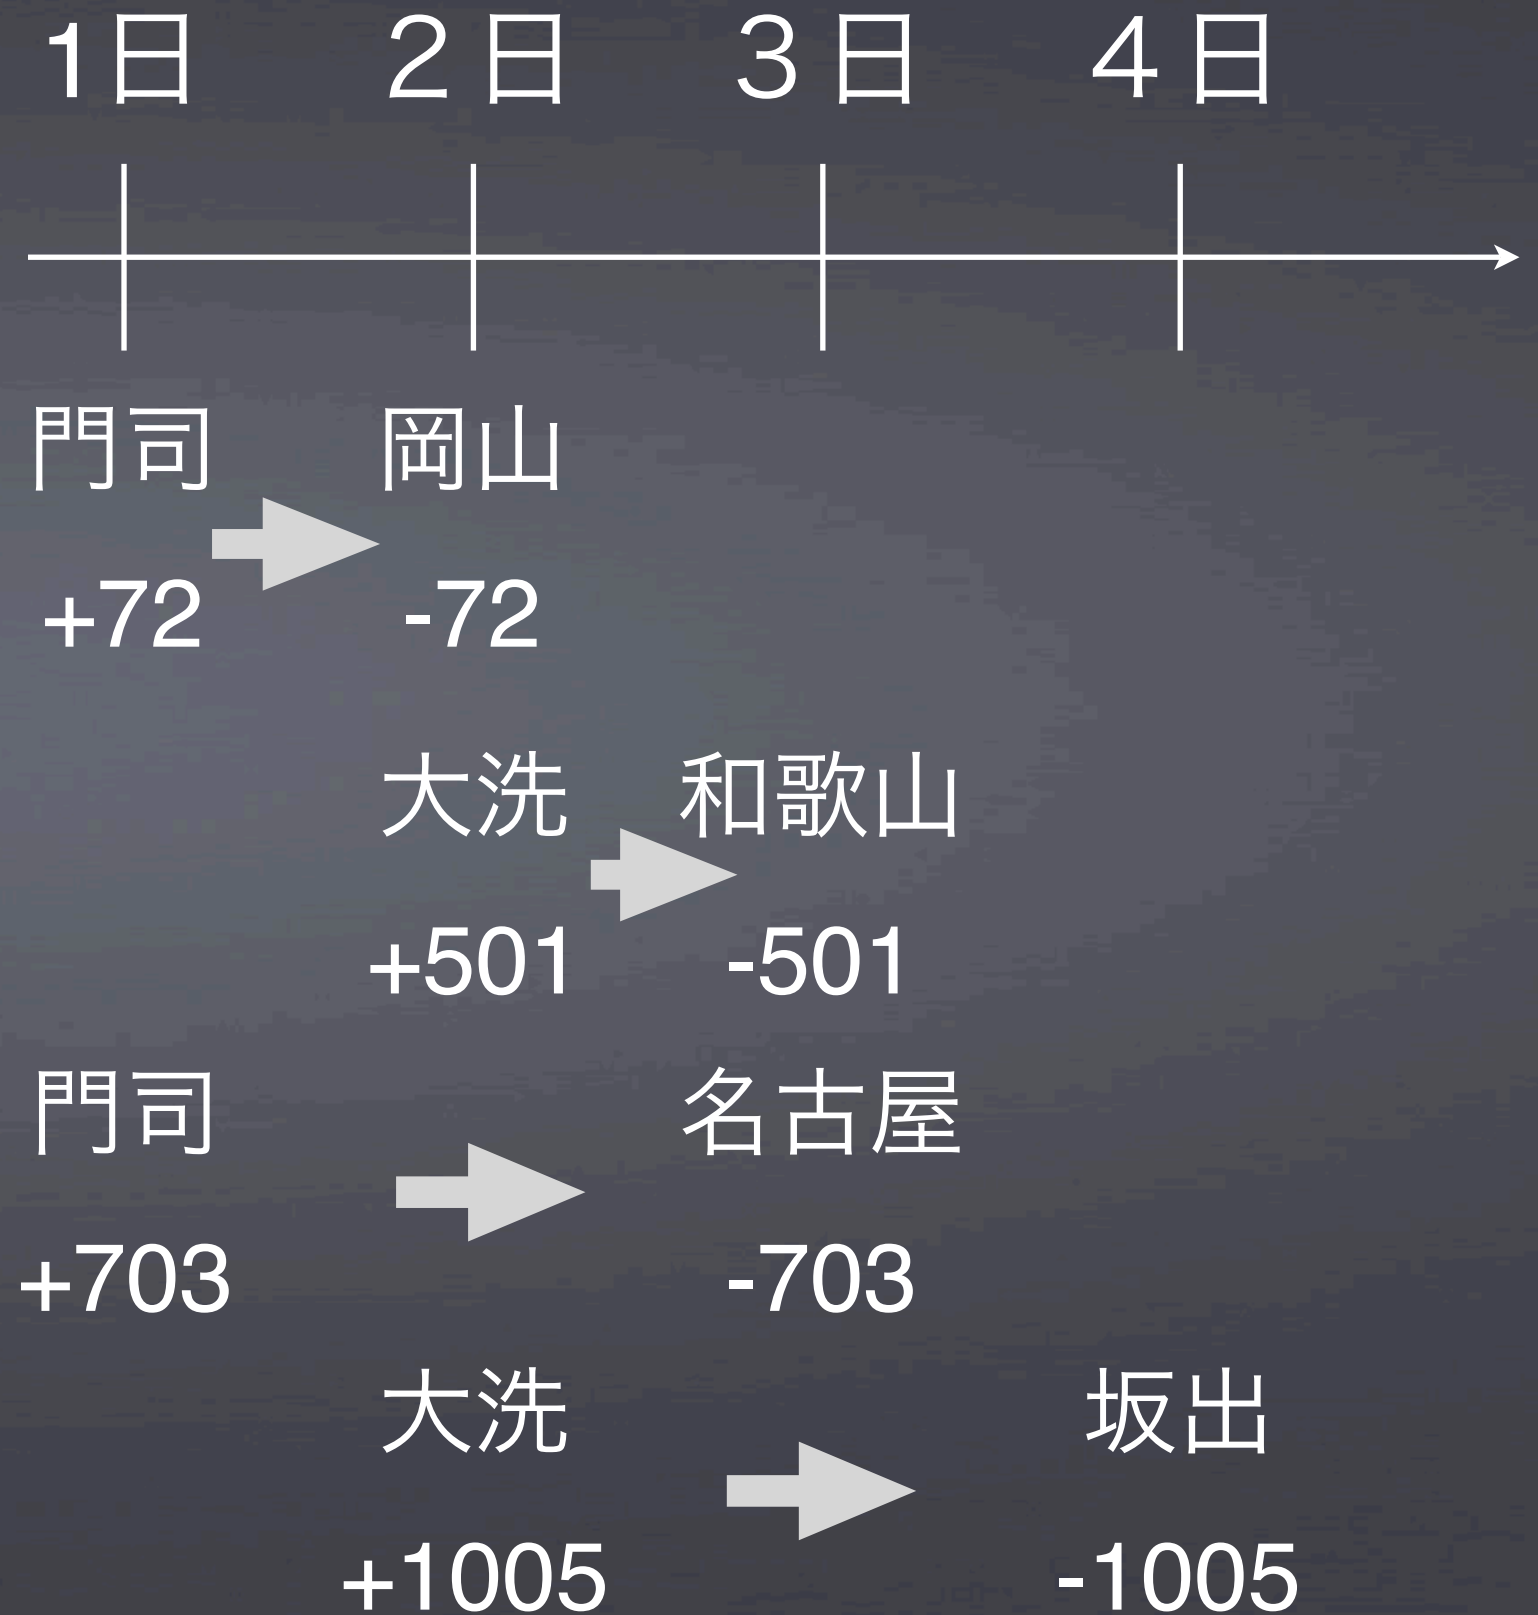 1日 ２日 ３日 ４日
門司 岡山
+72 -72
大洗 和歌山
+501 -501
門司 名古屋
+703 -703
大洗 坂出
+1005 -1005